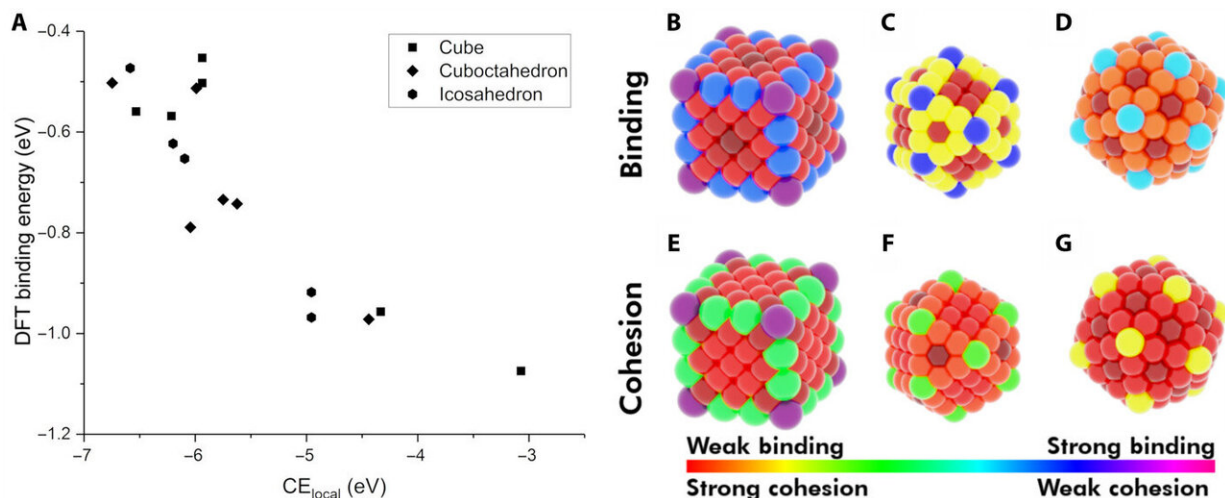 A
−0.4
−0.6
−0.8
−1.0
−1.2
DFT binding energy (eV)
−7
−6
−5
−4
−3
CElocal (eV)
Cube
Cuboctahedron
Icosahedron
B
C
D
Binding
E
F
G
Cohesion
Weak binding
Strong binding
Strong cohesion
Weak cohesion